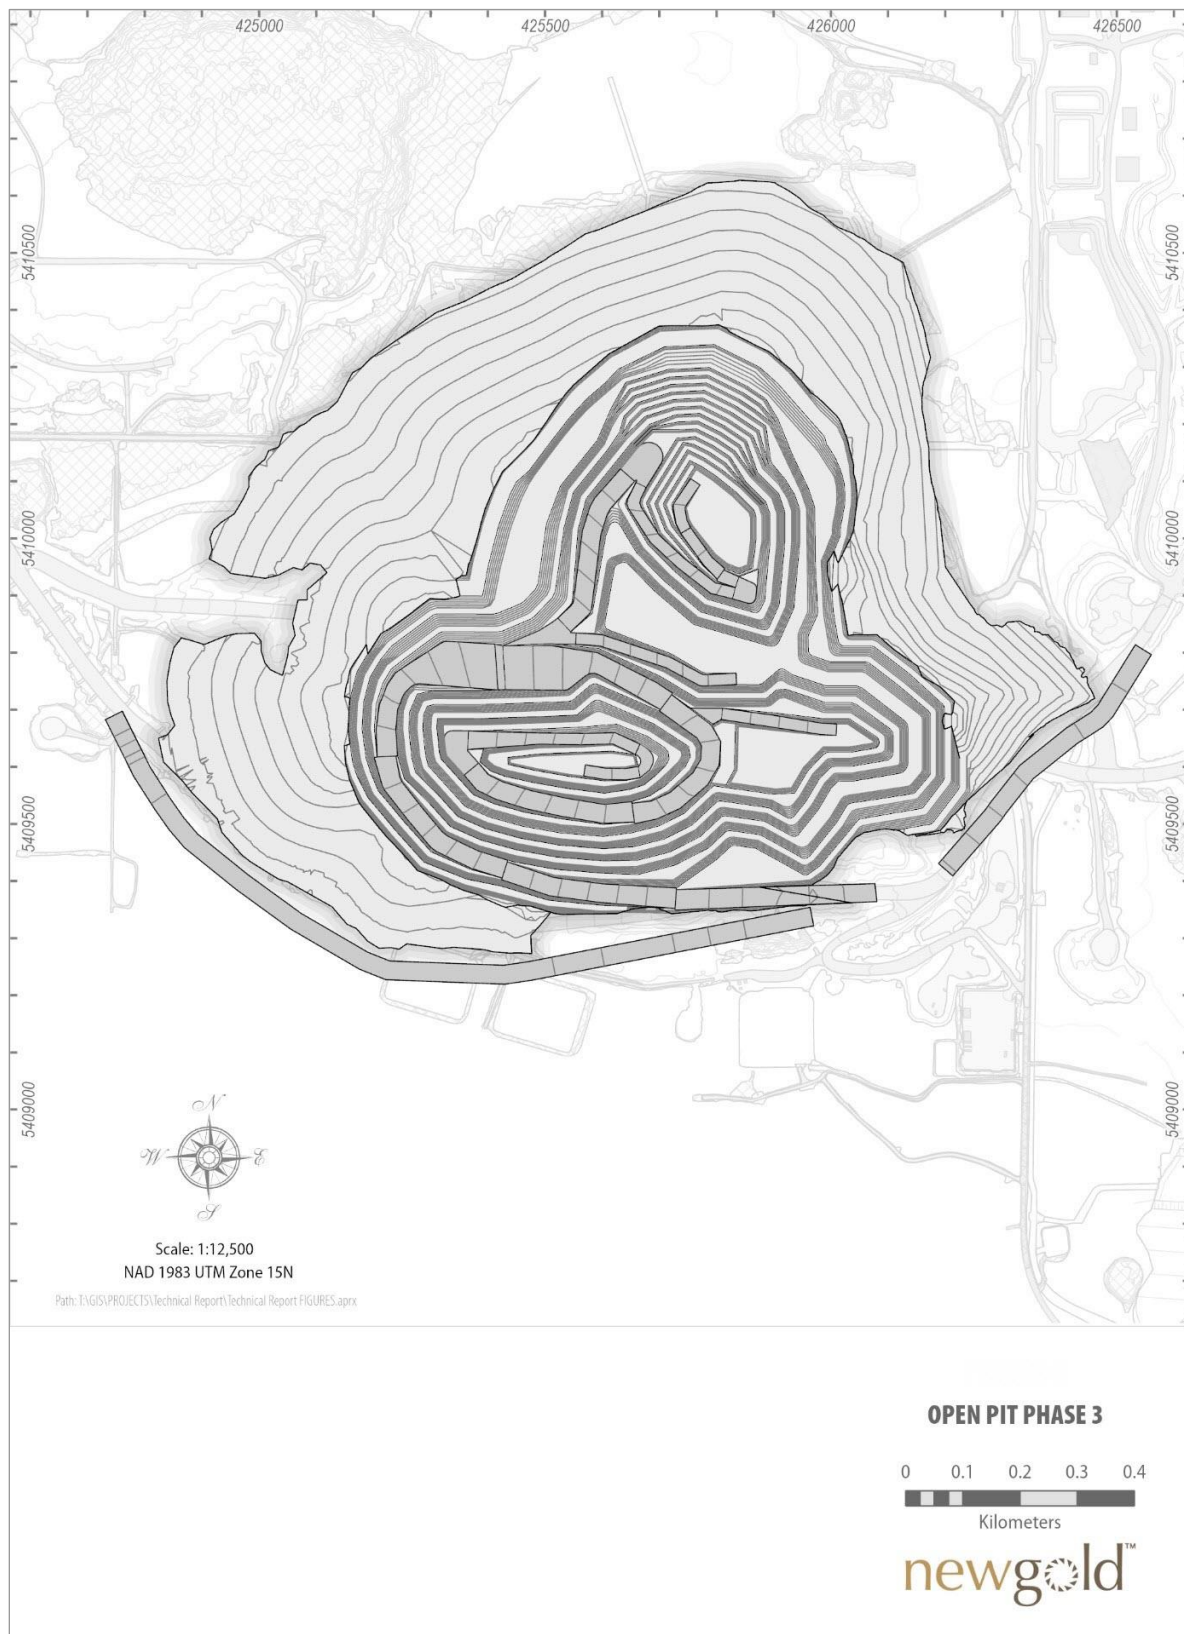 425000 425500 426000 426500
5410500 5410500
5410000 5410000
5409500 5409500
5409000 5409000
N
W E
S
Scale: 1:12,500
NAD 1983 UTM Zone 15N
Path: T:\GIS\PROJECTS\Technical Report\Technical Report FIGURES.aprx
OPEN PIT PHASE 3
0 0.1 0.2 0.3 0.4
Kilometers
newgold™